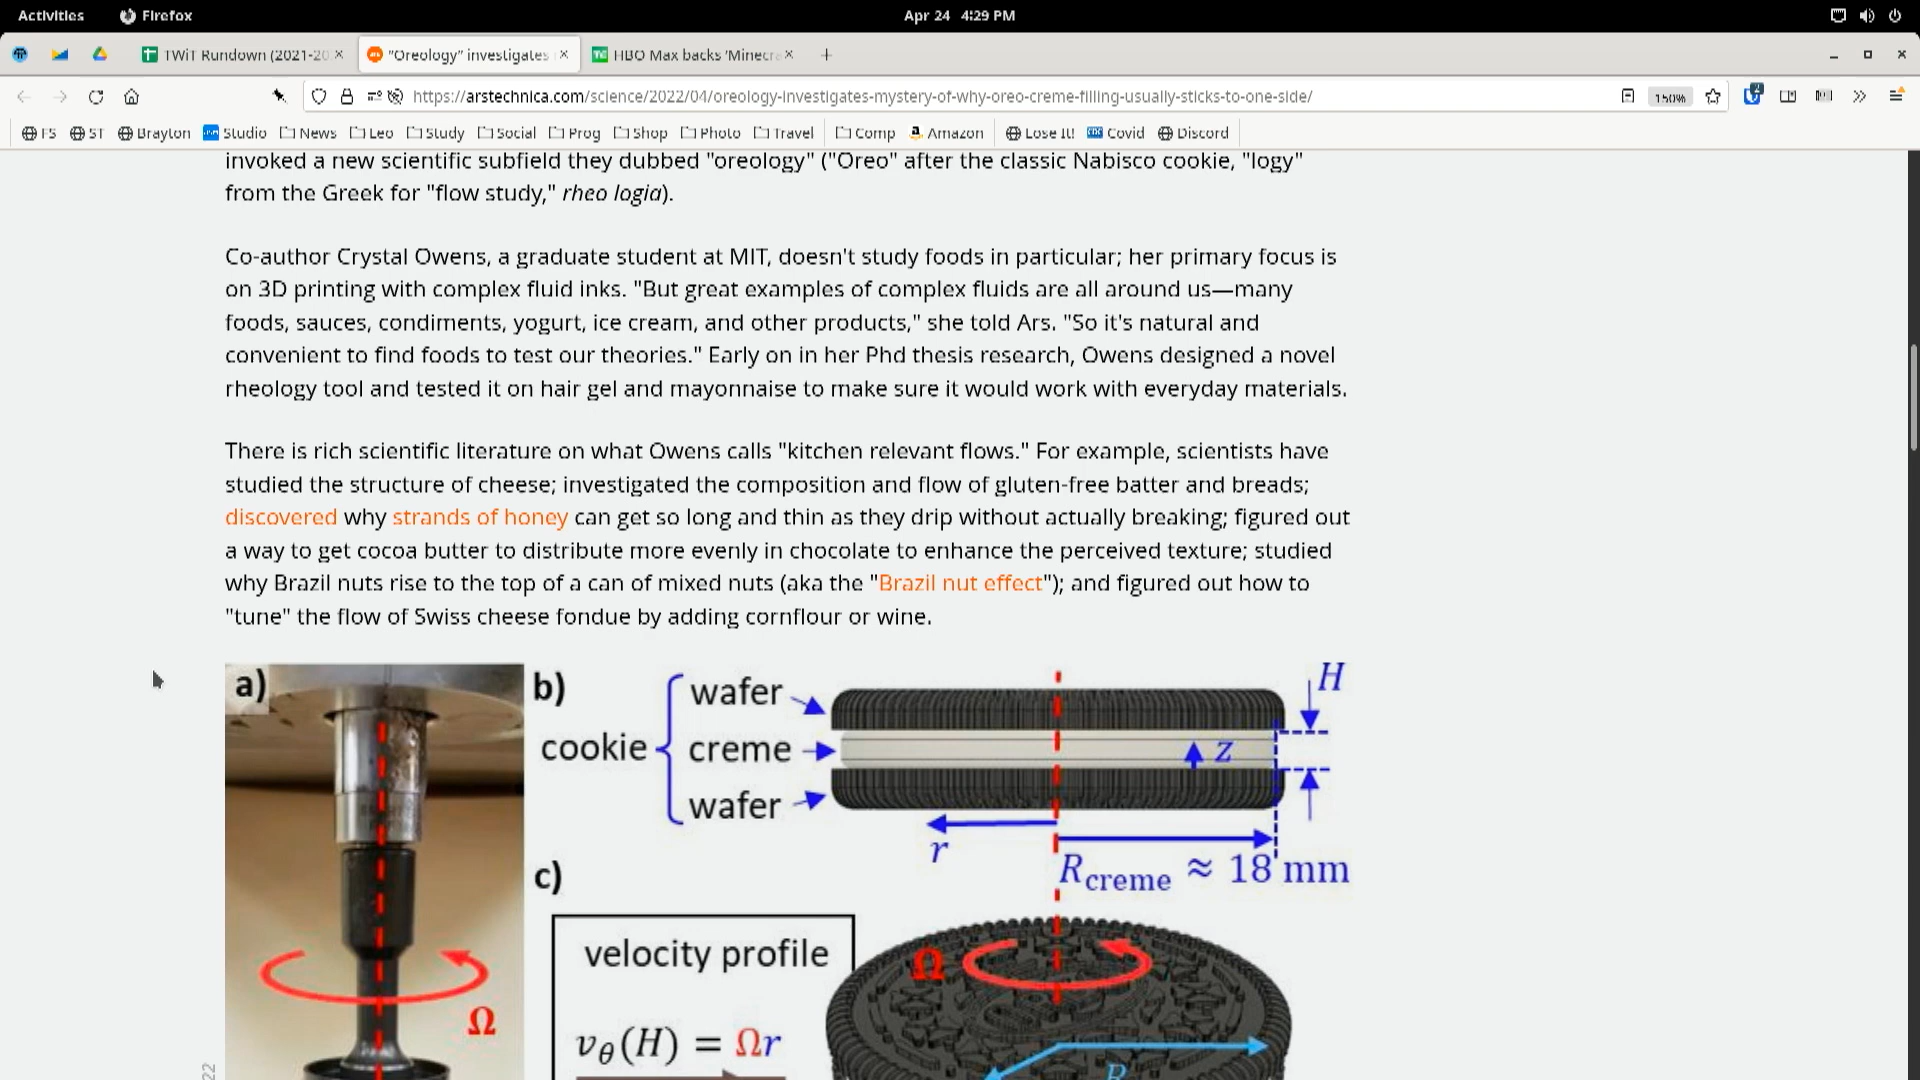 Activities
Firefox
Apr 24 4:29 PM
TWiT Rundown (2021-20
"Oreology" investigates
HBO Max backs 'Minecra
https://arstechnica.com/science/2022/04/oreology-investigates-mystery-of-why-oreo-creme-filling-usually-sticks-to-one-side/
150%
2
FS ST Brayton Studio News Leo Study Social Prog Shop Photo Travel Comp Amazon Lose It! Covid Discord
invoked a new scientific subfield they dubbed "oreology" ("Oreo" after the classic Nabisco cookie, "logy"
from the Greek for "flow study," rheo logia).
Co-author Crystal Owens, a graduate student at MIT, doesn't study foods in particular; her primary focus is
on 3D printing with complex fluid inks. "But great examples of complex fluids are all around us—many
foods, sauces, condiments, yogurt, ice cream, and other products," she told Ars. "So it's natural and
convenient to find foods to test our theories." Early on in her Phd thesis research, Owens designed a novel
rheology tool and tested it on hair gel and mayonnaise to make sure it would work with everyday materials.
There is rich scientific literature on what Owens calls "kitchen relevant flows." For example, scientists have
studied the structure of cheese; investigated the composition and flow of gluten-free batter and breads;
discovered why strands of honey can get so long and thin as they drip without actually breaking; figured out
a way to get cocoa butter to distribute more evenly in chocolate to enhance the perceived texture; studied
why Brazil nuts rise to the top of a can of mixed nuts (aka the "Brazil nut effect"); and figured out how to
"tune" the flow of Swiss cheese fondue by adding cornflour or wine.
a)
Ω
b)
cookie
wafer
creme
wafer
H
z
r
Rcreme ≈ 18 mm
c)
velocity profile
vθ(H) = Ωr
Ω
R
22